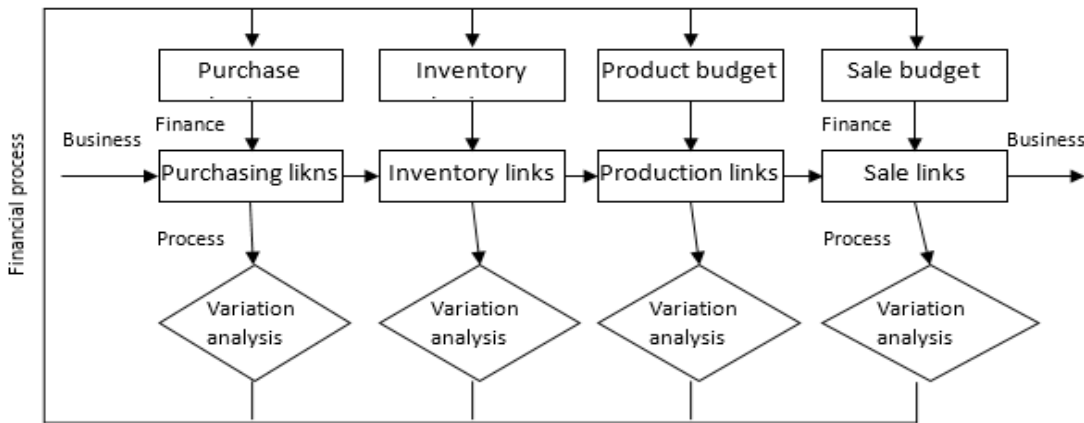 Purchase
Inventory
Product budget
Sale budget
Finance
Finance
Business
Business
Purchasing likns
Inventory links
Production links
Sale links
Process
Process
Variation
analysis
Variation
analysis
Variation
analysis
Variation
analysis
Financial process